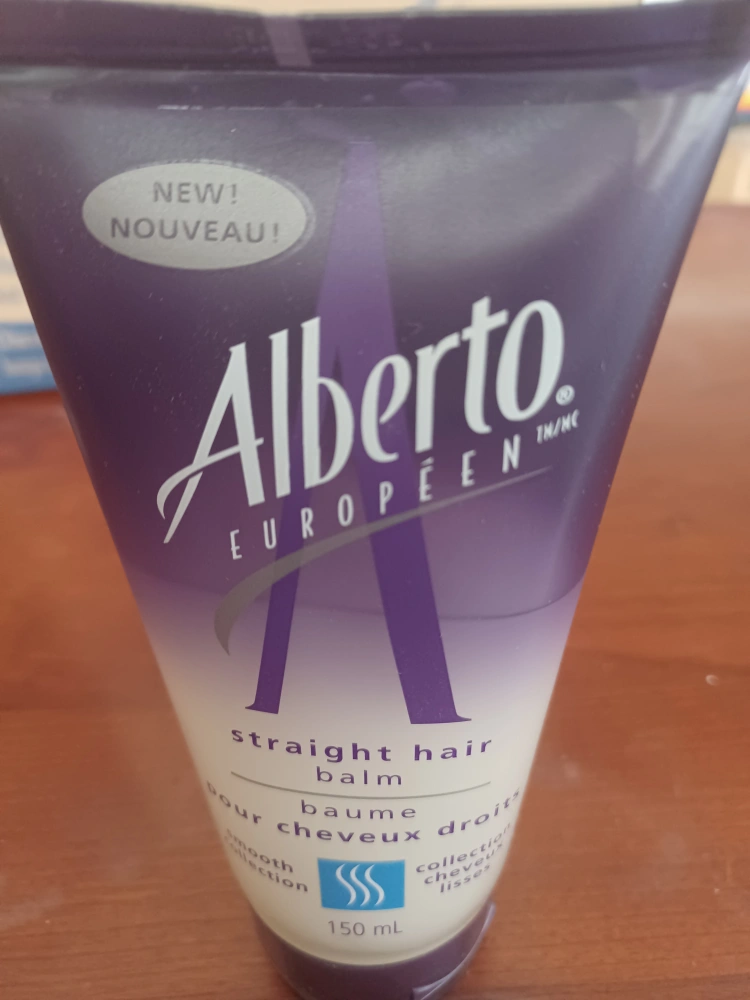 NEW!
NOUVEAU!
Alberto®
EUROPÉEN TM/MC
straight hair
balm
baume
pour cheveux droits
smooth
collection
collection
cheveux
lisses
150 mL